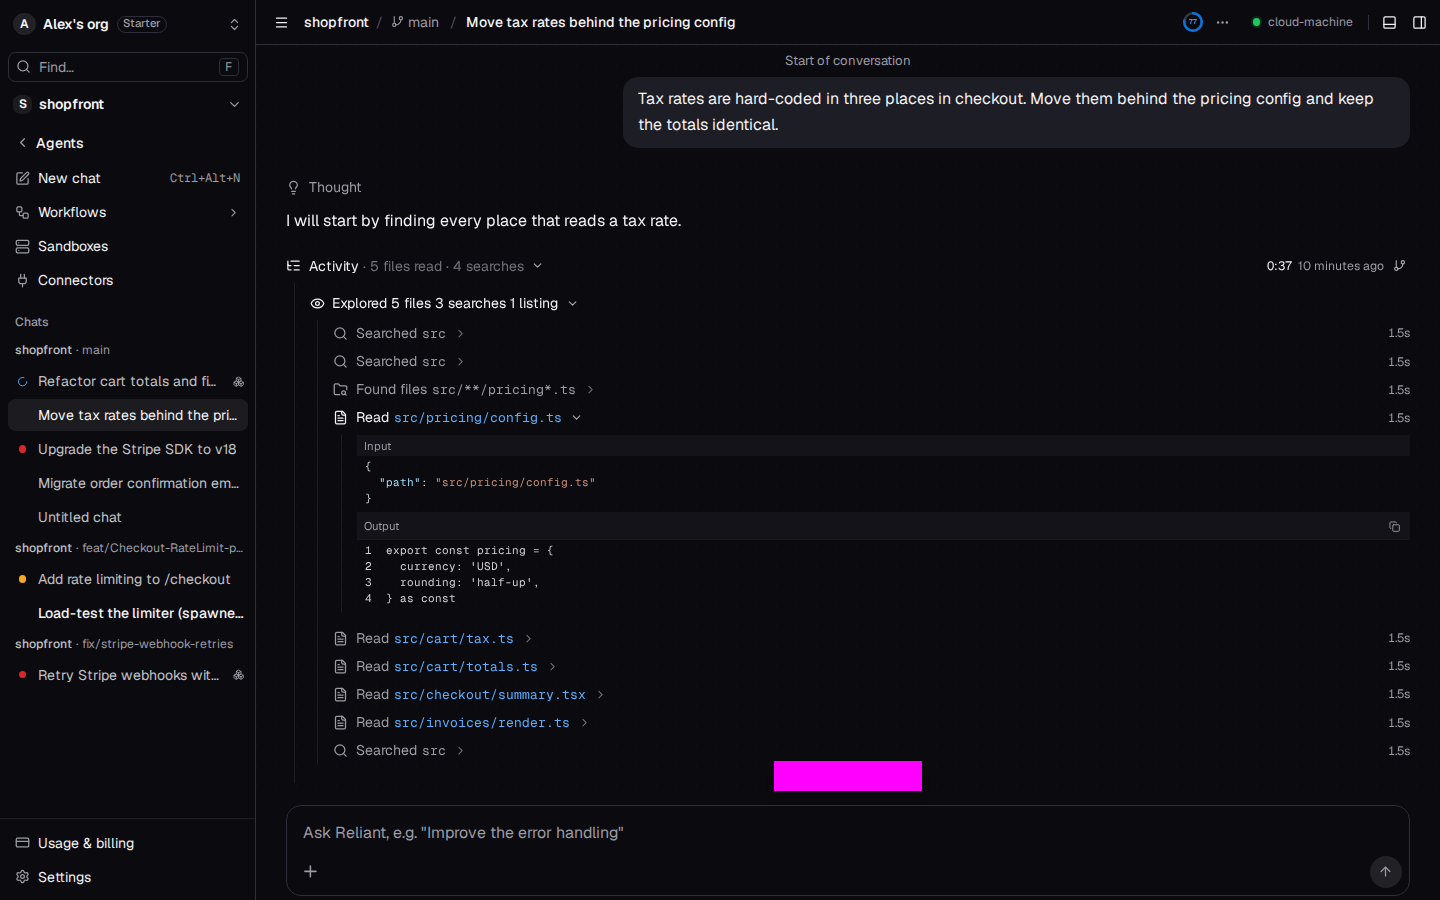 A Alex's org Starter
Find... F
S shopfront
Agents
New chat Ctrl+Alt+N
Workflows
Sandboxes
Connectors
Chats
shopfront · main
Refactor cart totals and fi...
Move tax rates behind the pri...
Upgrade the Stripe SDK to v18
Migrate order confirmation em...
Untitled chat
shopfront · feat/Checkout-RateLimit-p...
Add rate limiting to /checkout
Load-test the limiter (spawne...
shopfront · fix/stripe-webhook-retries
Retry Stripe webhooks wit...
Usage & billing
Settings
shopfront / main / Move tax rates behind the pricing config
77
cloud-machine
Start of conversation
Tax rates are hard-coded in three places in checkout. Move them behind the pricing config and keep
the totals identical.
Thought
I will start by finding every place that reads a tax rate.
Activity · 5 files read · 4 searches 0:37 10 minutes ago
Explored 5 files 3 searches 1 listing
Searched src 1.5s
Searched src 1.5s
Found files src/**/pricing*.ts 1.5s
Read src/pricing/config.ts 1.5s
Input
{
"path": "src/pricing/config.ts"
}
Output
1 export const pricing = {
2 currency: 'USD',
3 rounding: 'half-up',
4 } as const
Read src/cart/tax.ts 1.5s
Read src/cart/totals.ts 1.5s
Read src/checkout/summary.tsx 1.5s
Read src/invoices/render.ts 1.5s
Searched src 1.5s
Ask Reliant, e.g. "Improve the error handling"